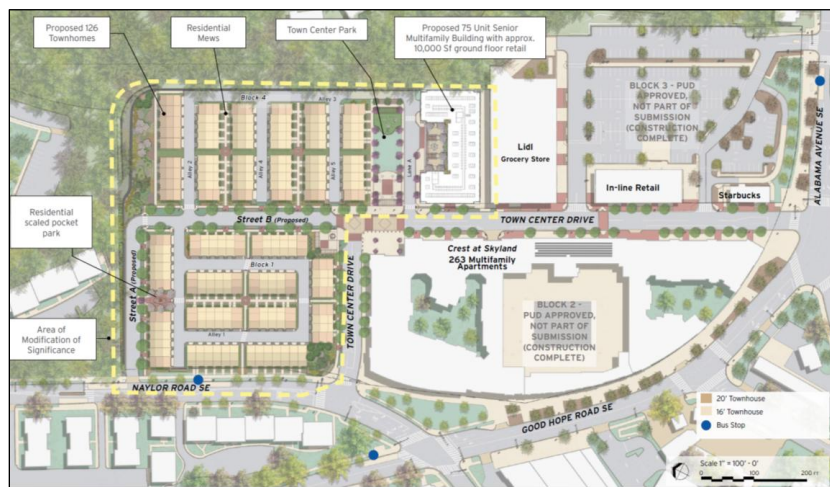 Proposed 126
Townhomes
Residential
Mews
Town Center Park
Proposed 75 Unit Senior
Multifamily Building with approx.
10,000 Sf ground floor retail
Block 4
Alley 3
Alley 2
Alley 4
Alley 5
Lane A
Lidl
Grocery Store
BLOCK 3 - PUD
APPROVED,
NOT PART OF
SUBMISSION
(CONSTRUCTION
COMPLETE)
ALABAMA AVENUE SE
In-line Retail
Starbucks
Residential
scaled pocket
park
Street B (Proposed)
TOWN CENTER DRIVE
Crest at Skyland
263 Multifamily
Apartments
Street A (Proposed)
Block 1
Alley 1
TOWN CENTER DRIVE
BLOCK 2 -
PUD APPROVED,
NOT PART OF
SUBMISSION
(CONSTRUCTION
COMPLETE)
Area of
Modification of
Significance
NAYLOR ROAD SE
GOOD HOPE ROAD SE
20' Townhouse
16' Townhouse
Bus Stop
Scale 1" = 100' - 0'
100
0
100
200 FT